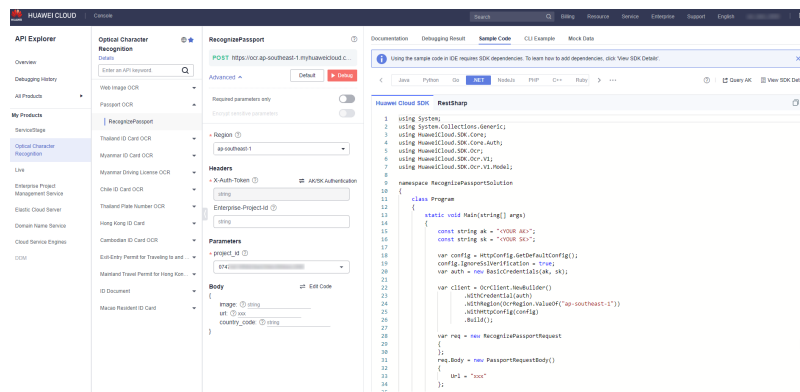 HUAWEI CLOUD
Console
Search
Billing
Resource
Service
Enterprise
Support
English
API Explorer
Overview
Debugging History
All Products
My Products
ServiceStage
Optical Character
Recognition
Live
Enterprise Project
Management Service
Elastic Cloud Server
Domain Name Service
Cloud Service Engines
Optical Character
Recognition
Details
Enter an API keyword
Web Image OCR
Passport OCR
RecognizePassport
Thailand ID Card OCR
Myanmar ID Card OCR
Myanmar Driving License OCR
Chile ID Card OCR
Thailand Plate Number OCR
Hong Kong ID Card
Cambodian ID Card OCR
Exit-Entry Permit for Traveling to and ...
Mainland Travel Permit for Hong Kon...
ID Document
Macao Resident ID Card
RecognizePassport
POST https://ocr.ap-southeast-1.myhuaweicloud.c...
Advanced
Default
Debug
Required parameters only
* Region
ap-southeast-1
Headers
* X-Auth-Token
AK/SK Authentication
string
Enterprise-Project-Id
string
Parameters
* project_id
9747
Body
Edit Code
{
image: string
url: xxx
country_code: string
}
Documentation
Debugging Result
Sample Code
CLI Example
Mock Data
Using the sample code in IDE requires SDK dependencies. To learn how to add dependencies, click 'View SDK Details'.
Java
Python
Go
.NET
NodeJs
PHP
C++
Ruby
Query AK
View SDK Det
Huawei Cloud SDK
RestSharp
1 using System;
2 using System.Collections.Generic;
3 using HuaweiCloud.SDK.Core;
4 using HuaweiCloud.SDK.Core.Auth;
5 using HuaweiCloud.SDK.Ocr;
6 using HuaweiCloud.SDK.Ocr.V1;
7 using HuaweiCloud.SDK.Ocr.V1.Model;
8
9 namespace RecognizePassportSolution
10 {
11 class Program
12 {
13 static void Main(string[] args)
14 {
15 const string ak = "<YOUR AK>";
16 const string sk = "<YOUR SK>";
17
18 var config = HttpConfig.GetDefaultConfig();
19 config.IgnoreSslVerification = true;
20 var auth = new BasicCredentials(ak, sk);
21
22 var client = OcrClient.NewBuilder()
23 .WithCredential(auth)
24 .WithRegion(OcrRegion.ValueOf("ap-southeast-1"))
25 .WithHttpConfig(config)
26 .Build();
27
28 var req = new RecognizePassportRequest
29 {
30 };
31 req.Body = new PassportRequestBody()
32 {
33 Url = "xxx"
34 };